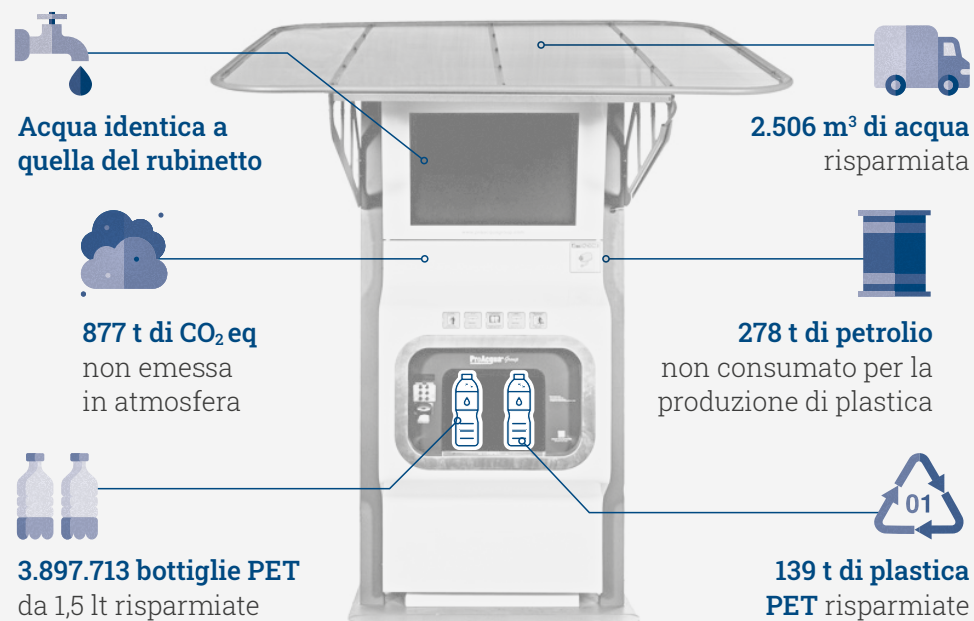 Acqua identica a
quella del rubinetto
2.506 m³ di acqua
risparmiata
877 t di CO₂ eq
non emessa
in atmosfera
278 t di petrolio
non consumato per la
produzione di plastica
ProAcqua Group
3.897.713 bottiglie PET
da 1,5 lt risparmiate
01
139 t di plastica
PET risparmiate